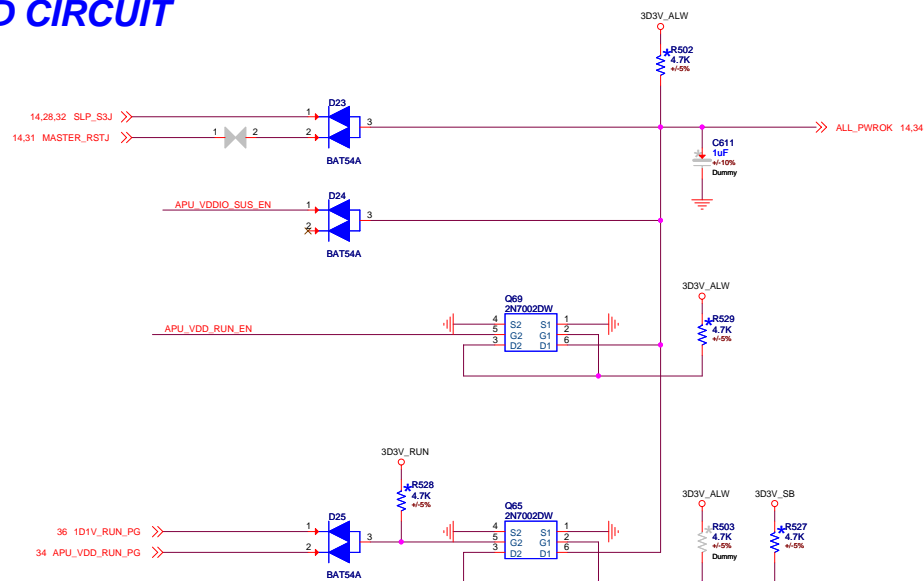 D CIRCUIT
3D3V_ALW
R502
4.7K
+/-5%
14,28,32 SLP_S3J
1
D23
3
14,31 MASTER_RSTJ
1 2
2
BAT54A
ALL_PWROK 14,34
C611
1uF
+/-10%
Dummy
APU_VDDIO_SUS_EN
1
D24
3
2
BAT54A
3D3V_ALW
R529
4.7K
+/-5%
Q69
2N7002DW
APU_VDD_RUN_EN
4 S2 S1 1
5 G2 G1 2
3 D2 D1 6
3D3V_RUN
R528
4.7K
+/-5%
3D3V_ALW
R503
4.7K
+/-5%
Dummy
3D3V_SB
R527
4.7K
+/-5%
36 1D1V_RUN_PG
1
D25
3
34 APU_VDD_RUN_PG
2
BAT54A
Q65
2N7002DW
4 S2 S1 1
5 G2 G1 2
3 D2 D1 6